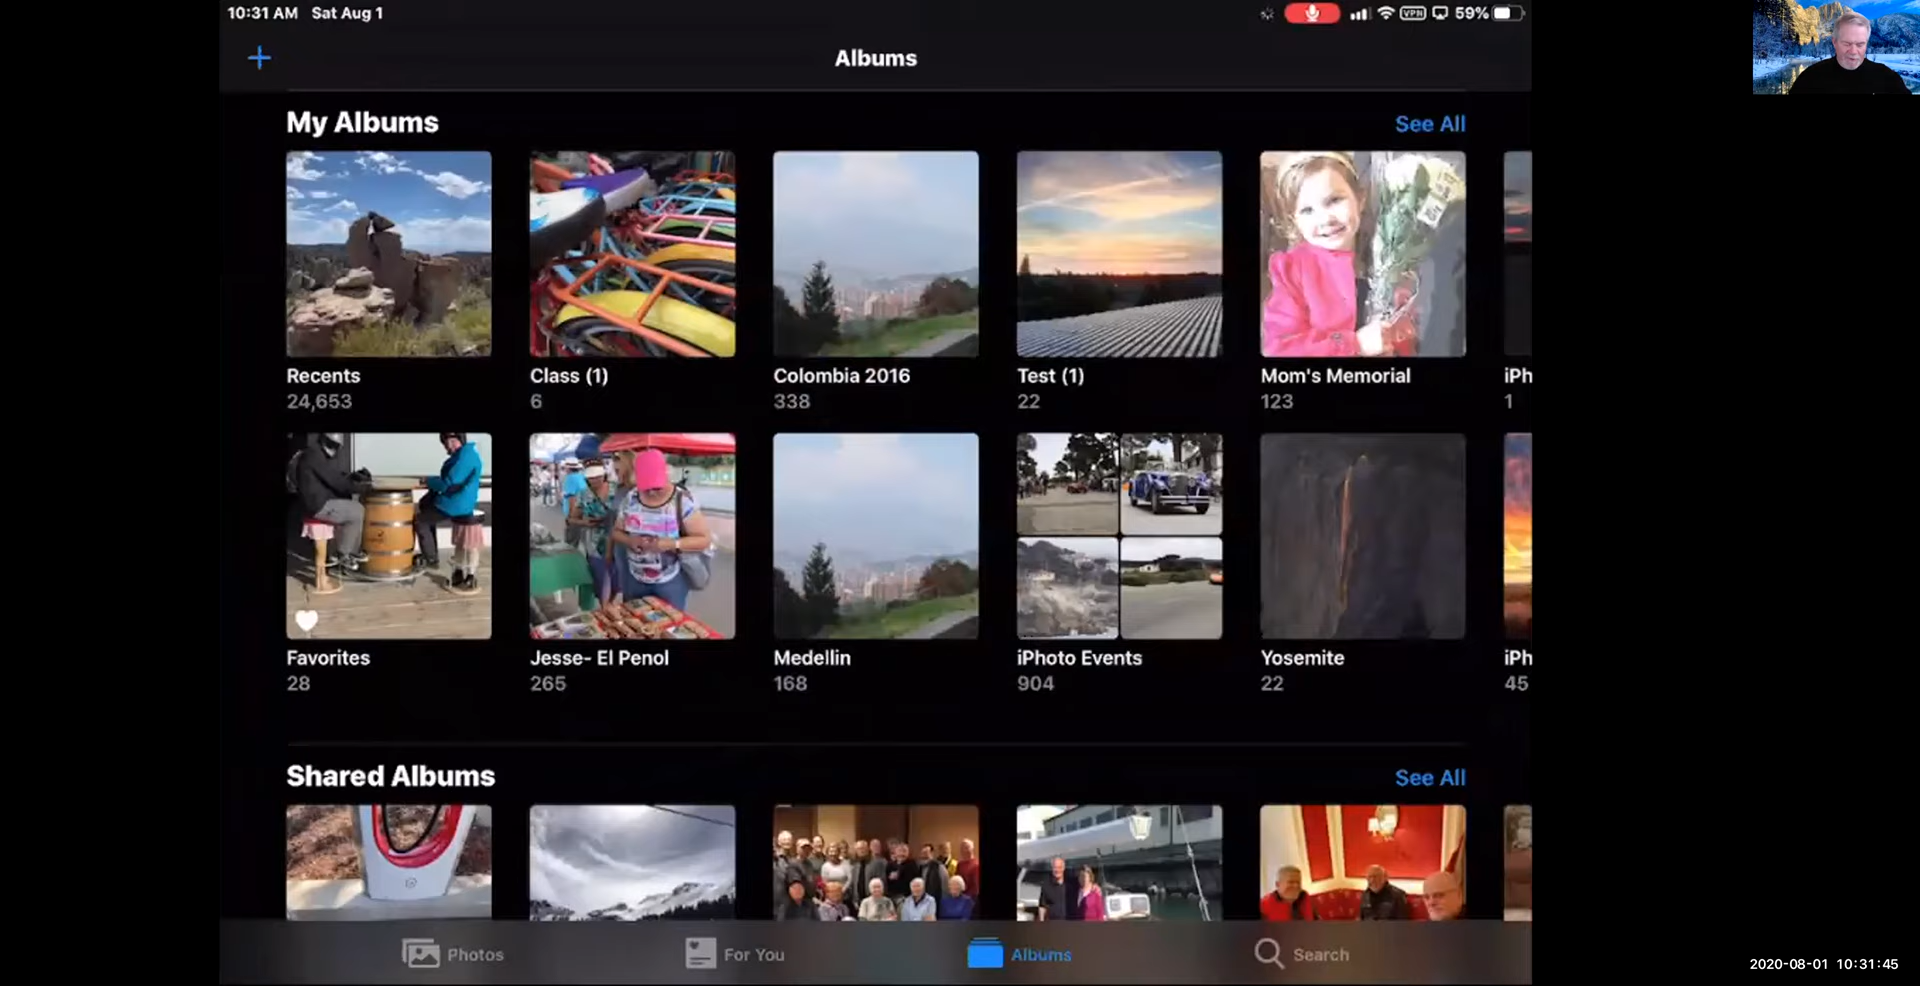 10:31 AM Sat Aug 1
VPN 59%
Albums
My Albums
See All
Recents
24,653
Class (1)
6
Colombia 2016
338
Test (1)
22
Mom's Memorial
123
iPh
1
Favorites
28
Jesse- El Penol
265
Medellin
168
iPhoto Events
904
Yosemite
22
iPh
45
Shared Albums
See All
Photos
For You
Albums
Search
2020-08-01 10:31:45